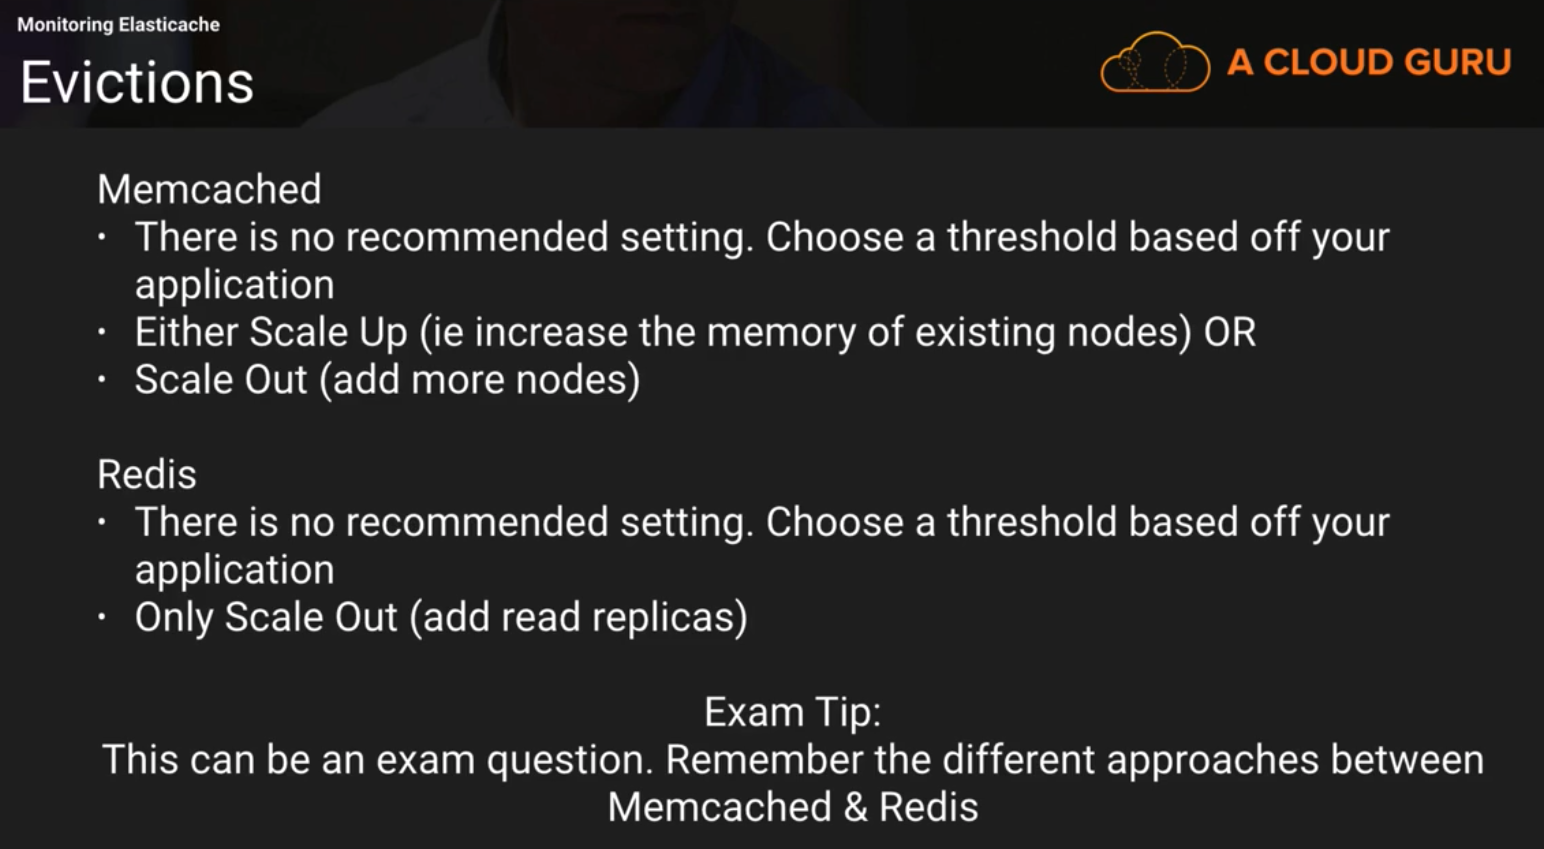 Monitoring Elasticache
Evictions
A CLOUD GURU
Memcached
• There is no recommended setting. Choose a threshold based off your
application
• Either Scale Up (ie increase the memory of existing nodes) OR
• Scale Out (add more nodes)
Redis
• There is no recommended setting. Choose a threshold based off your
application
• Only Scale Out (add read replicas)
Exam Tip:
This can be an exam question. Remember the different approaches between
Memcached & Redis